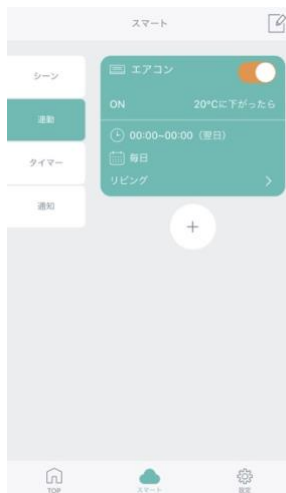 スマート
シーン
連動
タイマー
通知
エアコン
ON 20℃に下がったら
00:00~00:00（翌日）
毎日
リビング
TOP
スマート
設定